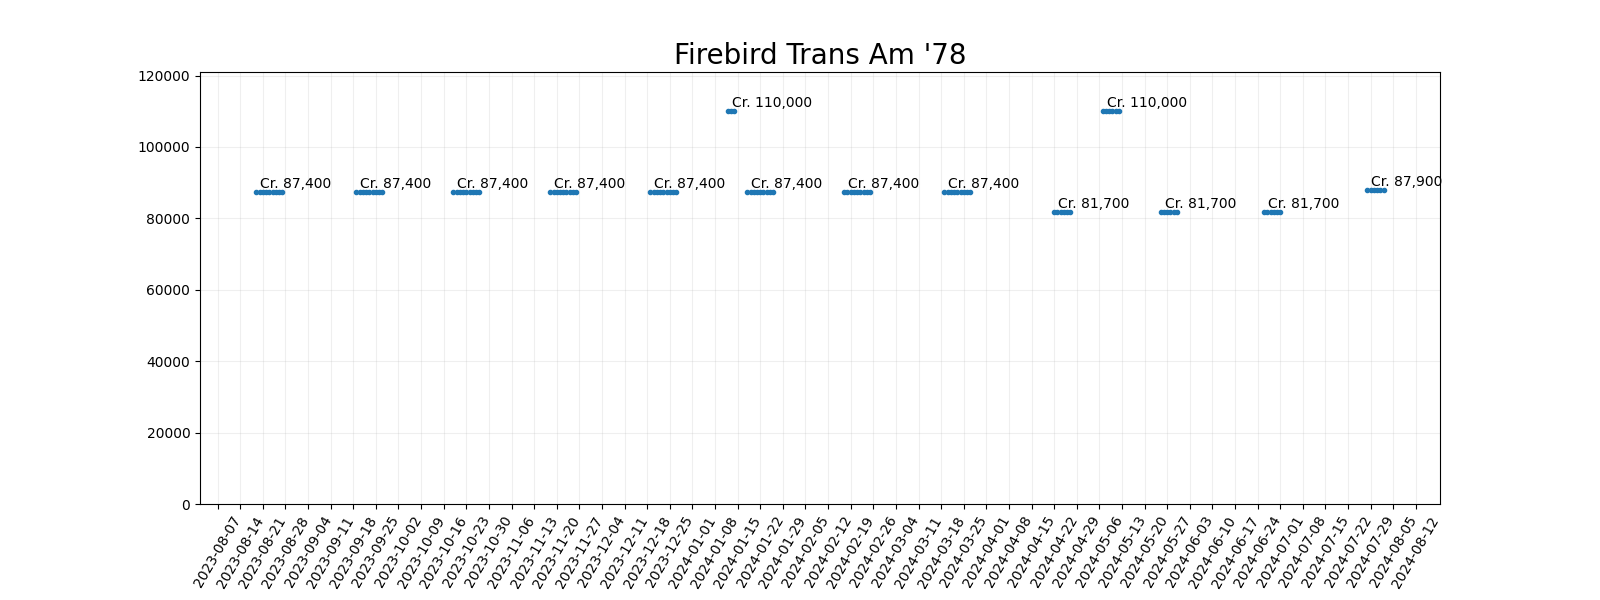 Firebird Trans Am '78
120000
Cr. 110,000 Cr. 110,000
100000
Cr. 87,400 Cr. 87,400 Cr. 87,400 Cr. 87,400 Cr. 87,400 Cr. 87,400 Cr. 87,400 Cr. 87,400 Cr. 87,900
80000 Cr. 81,700 Cr. 81,700 Cr. 81,700
60000
40000
20000
0
2023-08-07 2023-08-14 2023-08-21 2023-08-28 2023-09-04 2023-09-11 2023-09-18 2023-09-25 2023-10-02 2023-10-09 2023-10-16 2023-10-23 2023-10-30 2023-11-06 2023-11-13 2023-11-20 2023-11-27 2023-12-04 2023-12-11 2023-12-18 2023-12-25 2024-01-01 2024-01-08 2024-01-15 2024-01-22 2024-01-29 2024-02-05 2024-02-12 2024-02-19 2024-02-26 2024-03-04 2024-03-11 2024-03-18 2024-03-25 2024-04-01 2024-04-08 2024-04-15 2024-04-22 2024-04-29 2024-05-06 2024-05-13 2024-05-20 2024-05-27 2024-06-03 2024-06-10 2024-06-17 2024-06-24 2024-07-01 2024-07-08 2024-07-15 2024-07-22 2024-07-29 2024-08-05 2024-08-12